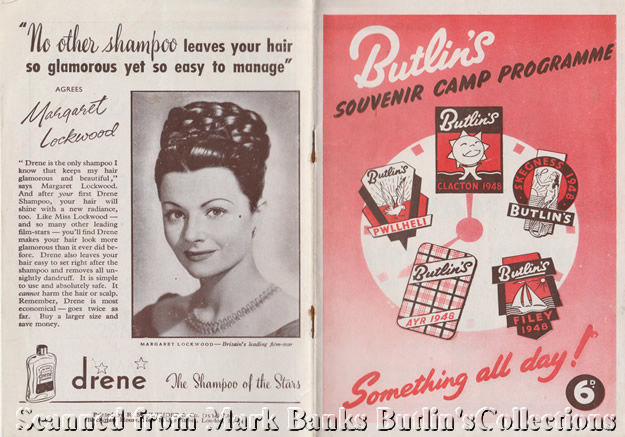 "No other shampoo leaves your hair
so glamorous yet so easy to manage"
AGREES
Margaret
Lockwood
" Drene is the only shampoo I
know that keeps my hair
glamorous and beautiful,"
says Margaret Lockwood.
And after your first Drene
Shampoo, your hair will
shine with a new radiance,
too. Like Miss Lockwood —
and so many other leading
film-stars — you'll find Drene
makes your hair look more
glamorous than it ever did be-
fore. Drene also leaves your
hair easy to set right after the
shampoo and removes all un-
sightly dandruff. It is simple
to use and absolutely safe. It
cannot harm the hair or scalp.
Remember, Drene is most
economical — goes twice as
far. Buy a larger size and
save money.
MARGARET LOCKWOOD — Britain's leading film-star
drene The Shampoo of the Stars
Butlin's
SOUVENIR CAMP PROGRAMME
Butlin's
CLACTON 1948
Butlin's
PWLLHELI
SKEGNESS 1948
BUTLIN'S
Butlin's
AYR 1948
Butlin's
FILEY
1948
Something all day!
6D
Scanned from Mark Banks Butlin'sCollections